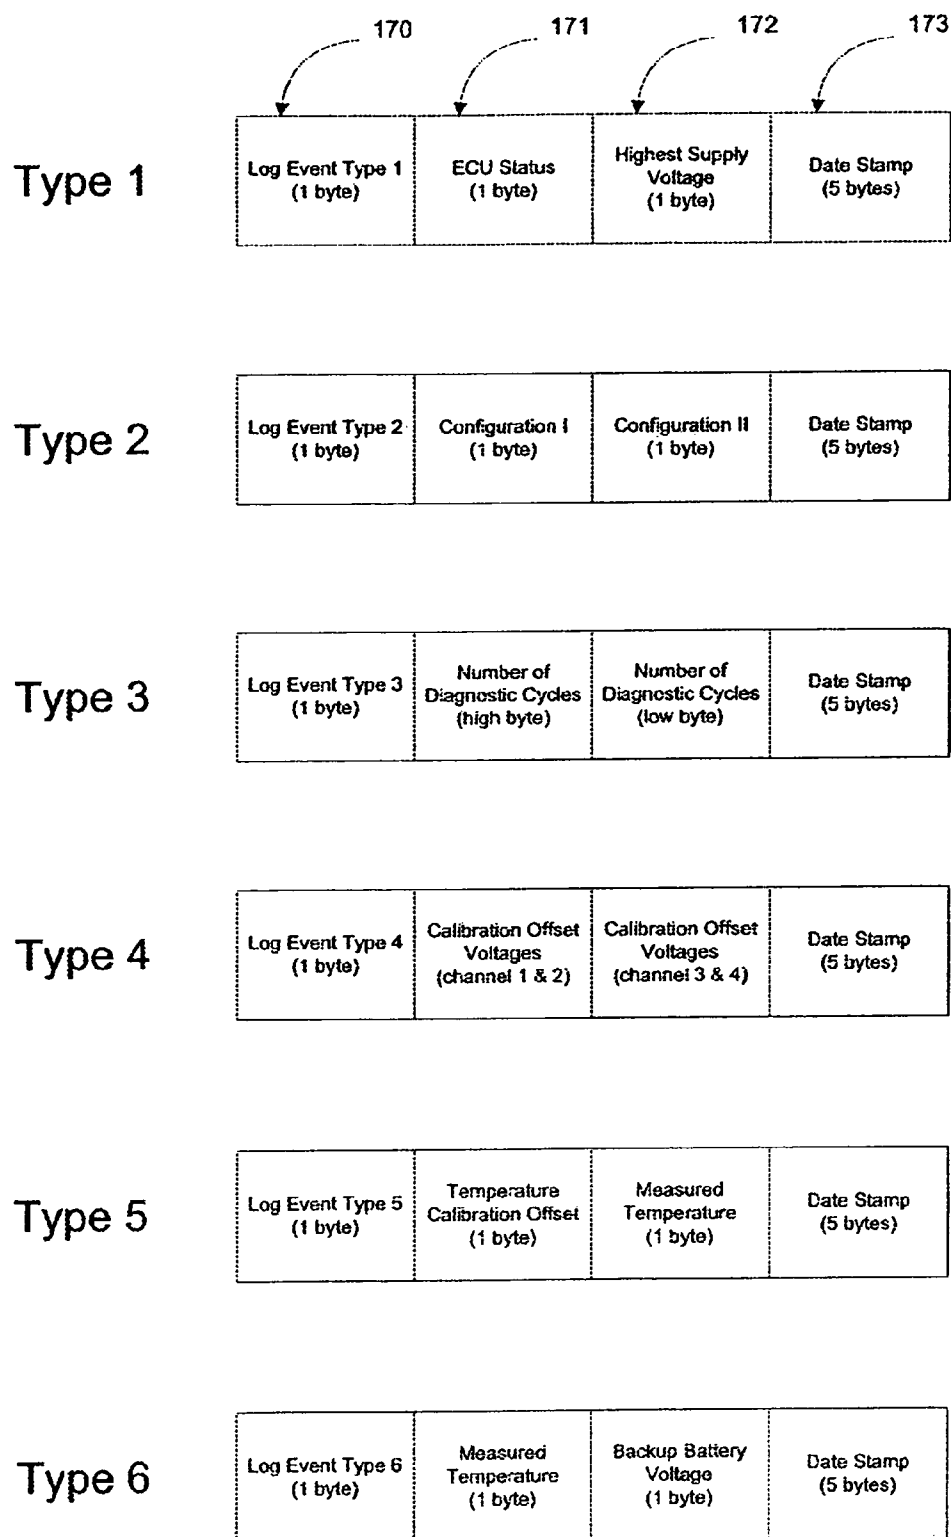 170 171 172 173
Type 1
Log Event Type 1
(1 byte)
ECU Status
(1 byte)
Highest Supply
Voltage
(1 byte)
Date Stamp
(5 bytes)
Type 2
Log Event Type 2
(1 byte)
Configuration I
(1 byte)
Configuration II
(1 byte)
Date Stamp
(5 bytes)
Type 3
Log Event Type 3
(1 byte)
Number of
Diagnostic Cycles
(high byte)
Number of
Diagnostic Cycles
(low byte)
Date Stamp
(5 bytes)
Type 4
Log Event Type 4
(1 byte)
Calibration Offset
Voltages
(channel 1 & 2)
Calibration Offset
Voltages
(channel 3 & 4)
Date Stamp
(5 bytes)
Type 5
Log Event Type 5
(1 byte)
Temperature
Calibration Offset
(1 byte)
Measured
Temperature
(1 byte)
Date Stamp
(5 bytes)
Type 6
Log Event Type 6
(1 byte)
Measured
Temperature
(1 byte)
Backup Battery
Voltage
(1 byte)
Date Stamp
(5 bytes)